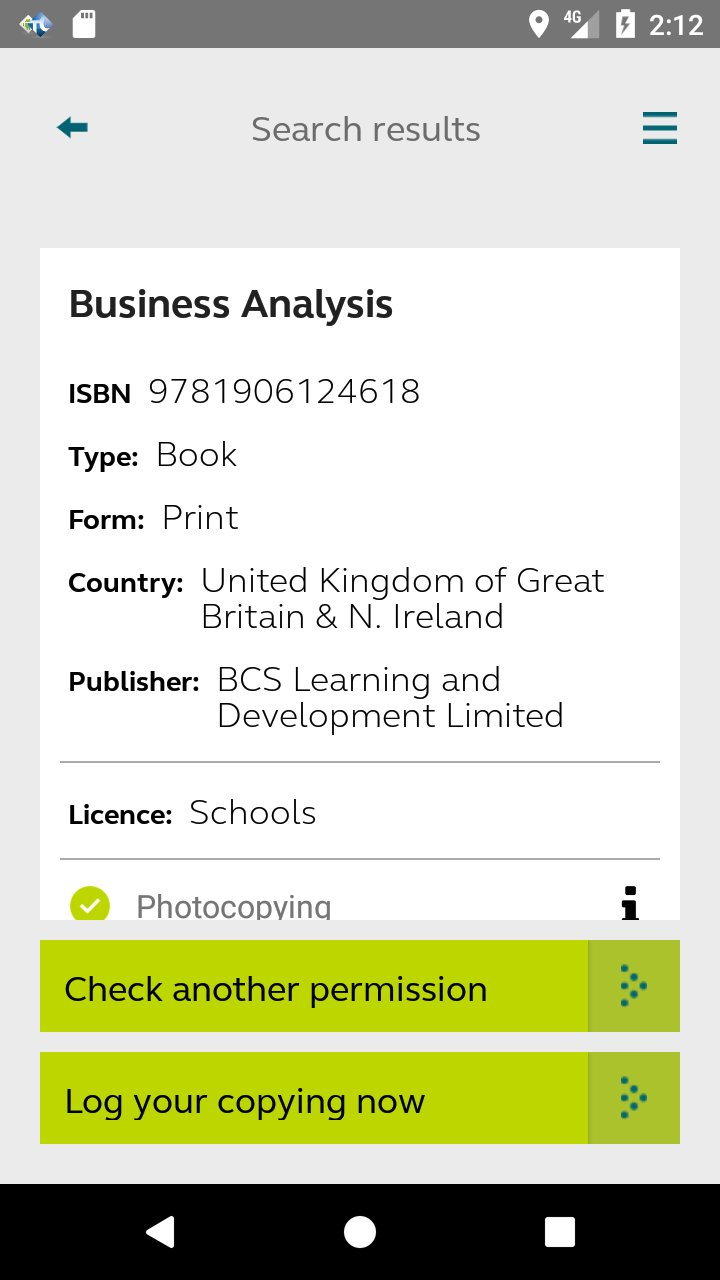 4G 2:12
Search results
Business Analysis
ISBN 9781906124618
Type: Book
Form: Print
Country: United Kingdom of Great
Britain & N. Ireland
Publisher: BCS Learning and
Development Limited
Licence: Schools
Photocopying
Check another permission
Log your copying now